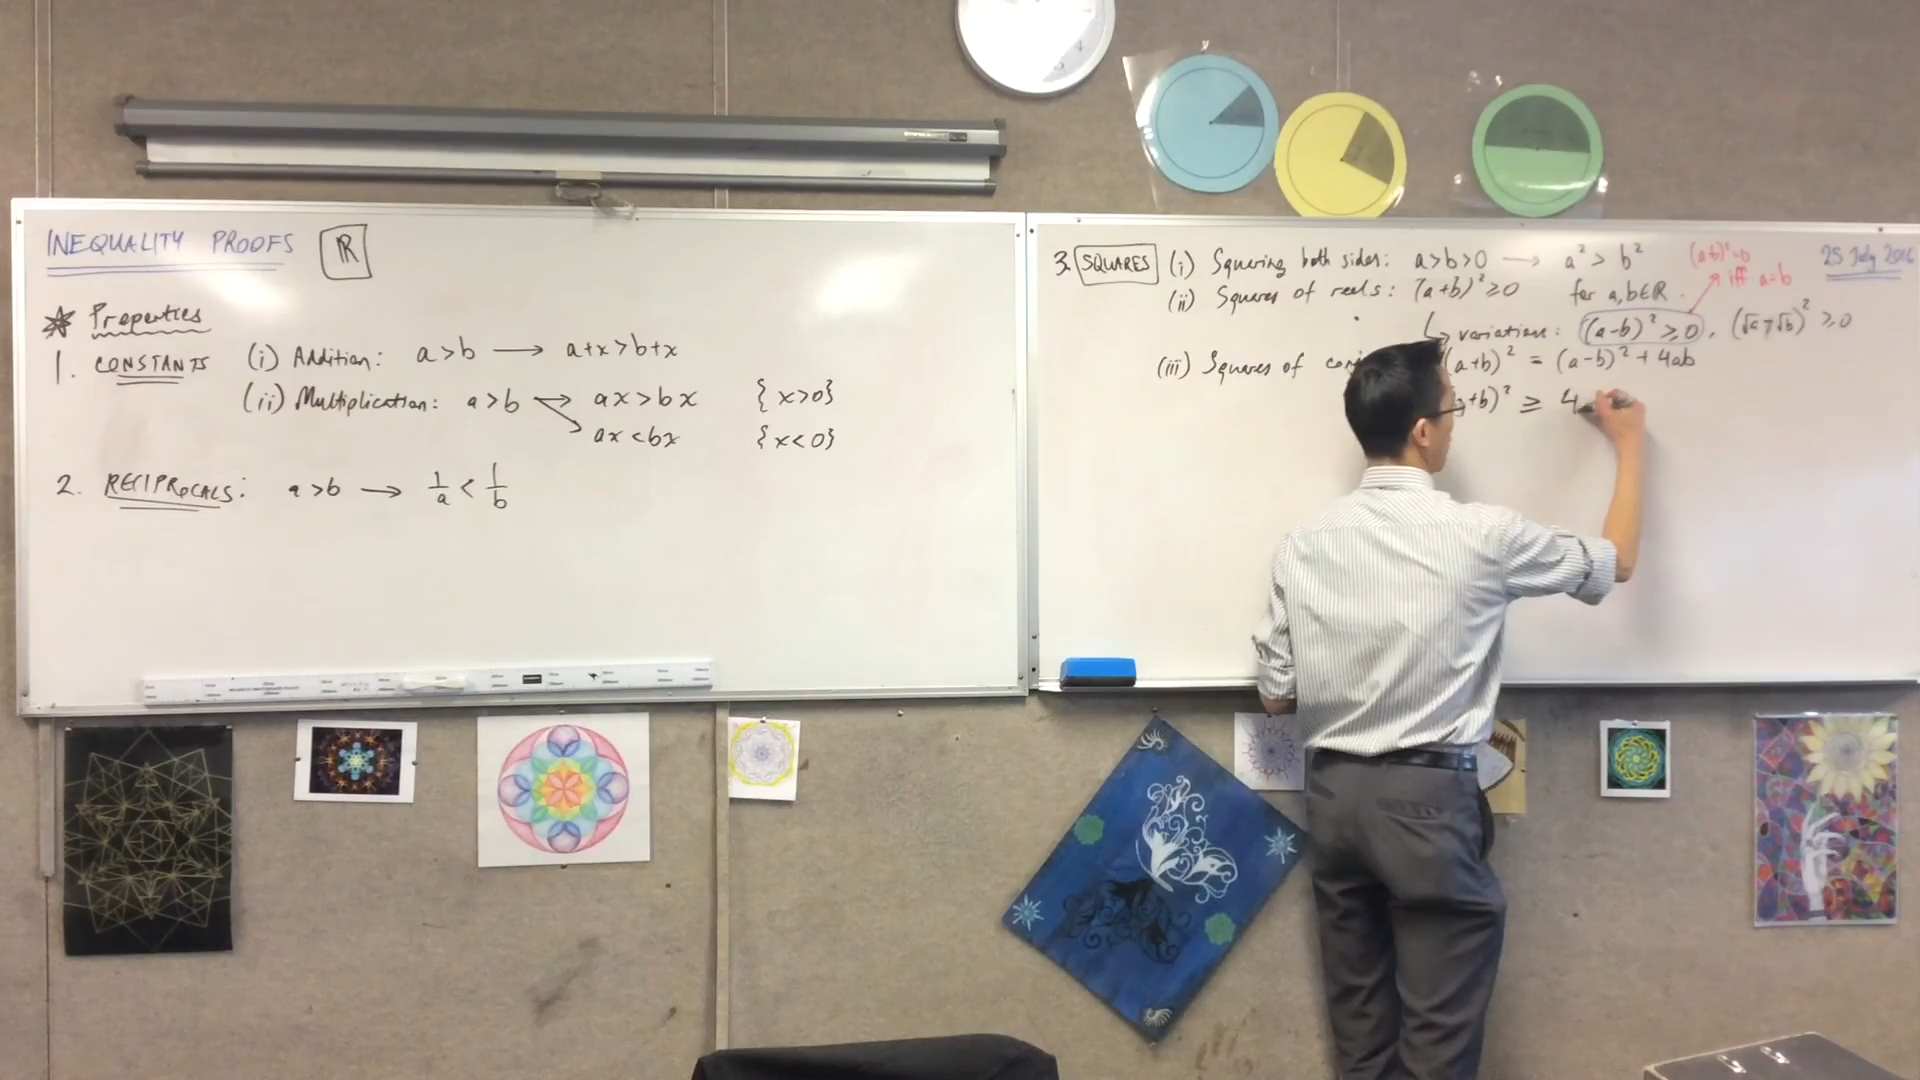 INEQUALITY PROOFS ℝ
* Properties
1. CONSTANTS (i) Addition: a>b → a+x>b+x
(ii) Multiplication: a>b → ax>bx {x>0}
ax<bx {x<0}
2. RECIPROCALS: a>b → 1/a < 1/b
3. SQUARES (i) Squaring both sides: a>b>0 → a² > b²
(ii) Squares of reals: (a+b)² ≥ 0 for a,b∈ℝ.
(a-b)²=0
iff a=b
25 July 2016
variations: (a-b)² ≥ 0, (√a ∓ √b)² ≥ 0
(iii) Squares of (a+b)² = (a-b)² + 4ab
+b)² ≥ 4